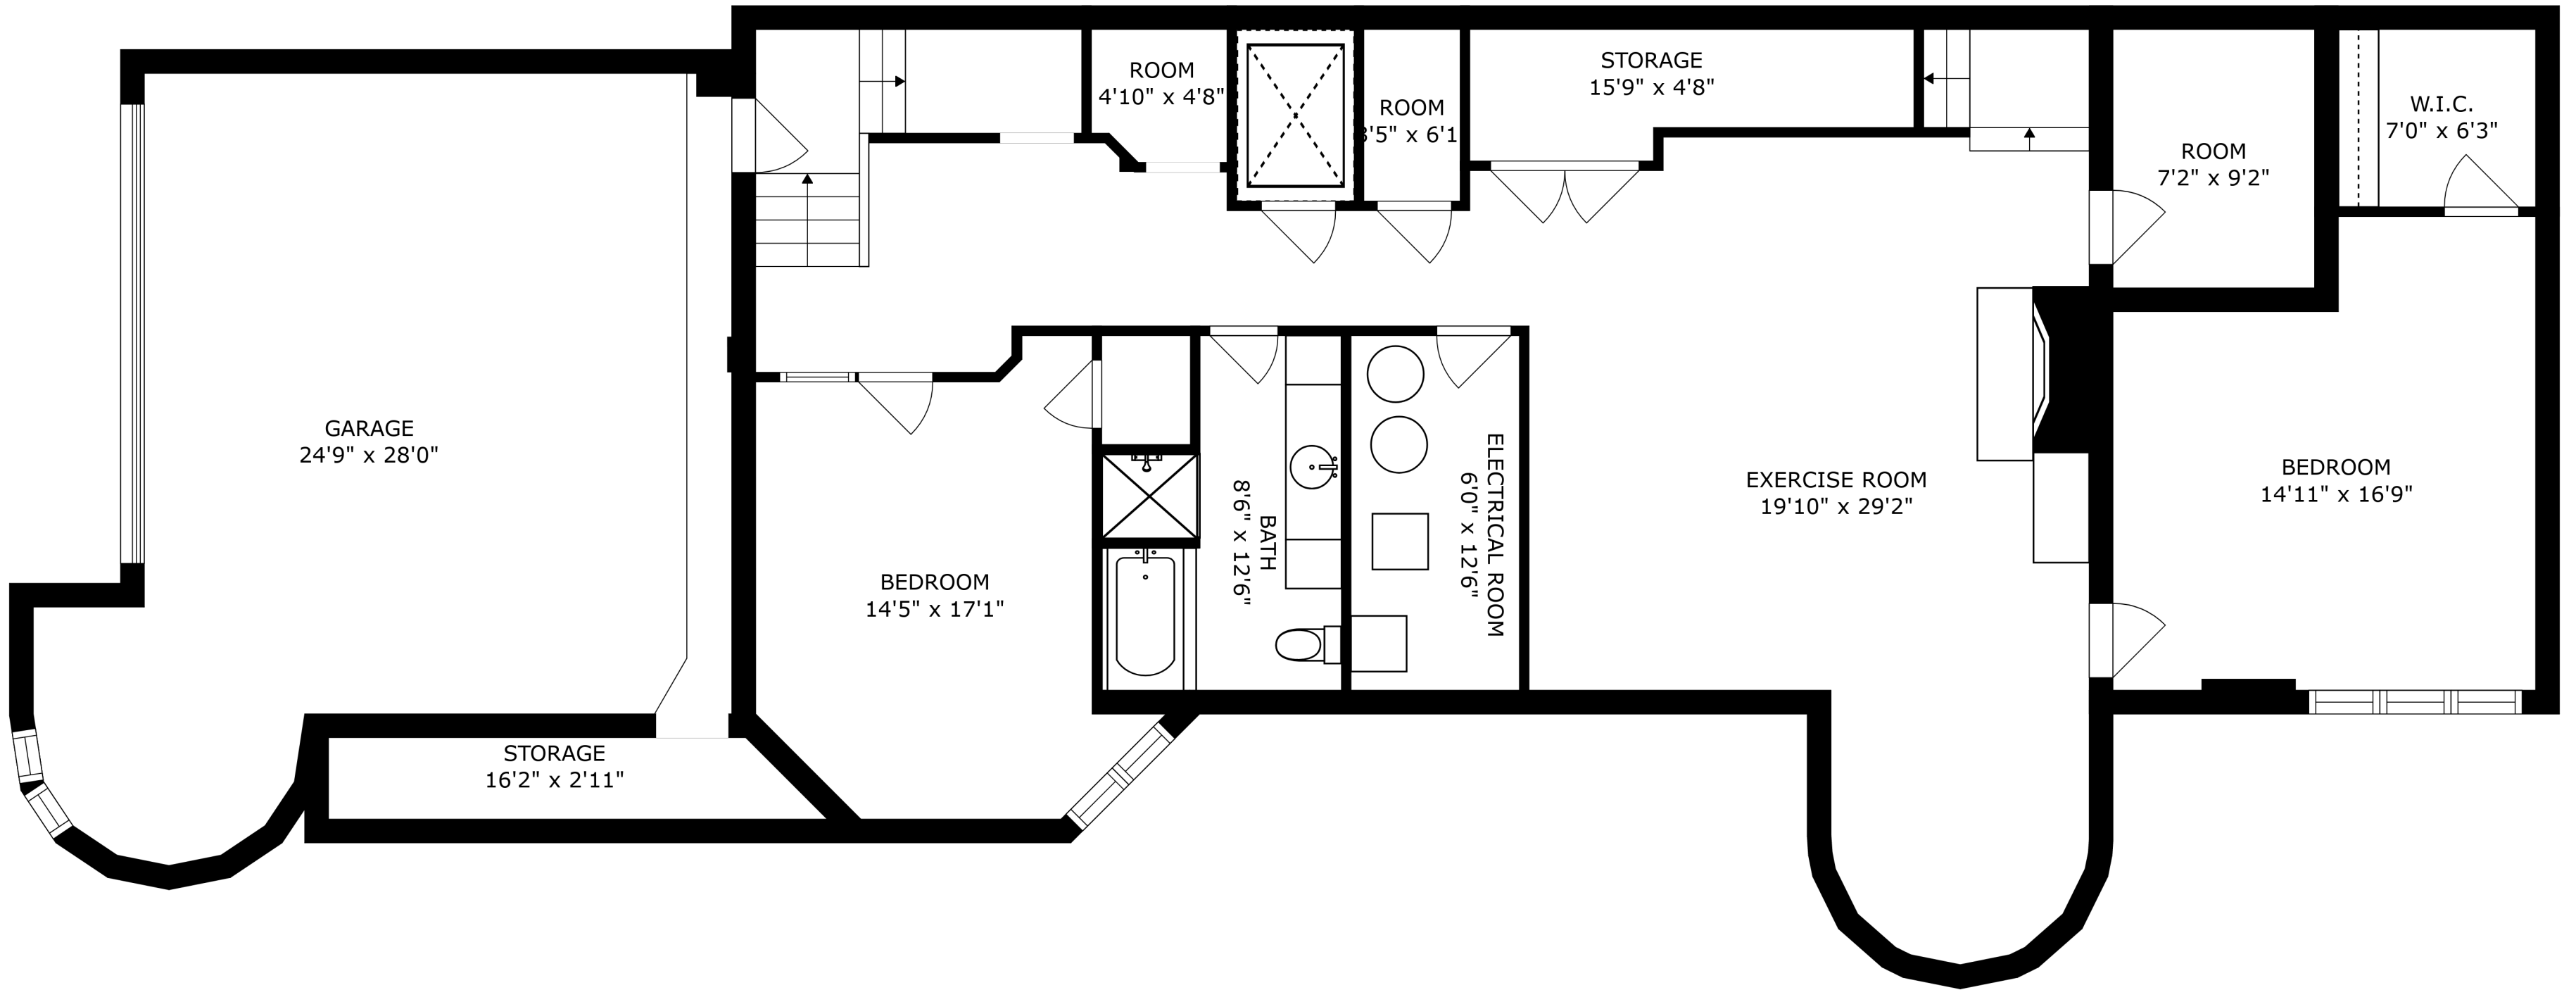 ROOM
4'10" x 4'8"
ROOM
STORAGE
15'9" x 4'8"
W.I.C.
7'0" x 6'3"
ROOM
7'2" x 9'2"
GARAGE
24'9" x 28'0"
BEDROOM
14'5" x 17'1"
BATH
8'6" x 12'6"
ELECTRICAL ROOM
6'0" x 12'6"
EXERCISE ROOM
19'10" x 29'2"
BEDROOM
14'11" x 16'9"
STORAGE
16'2" x 2'11"